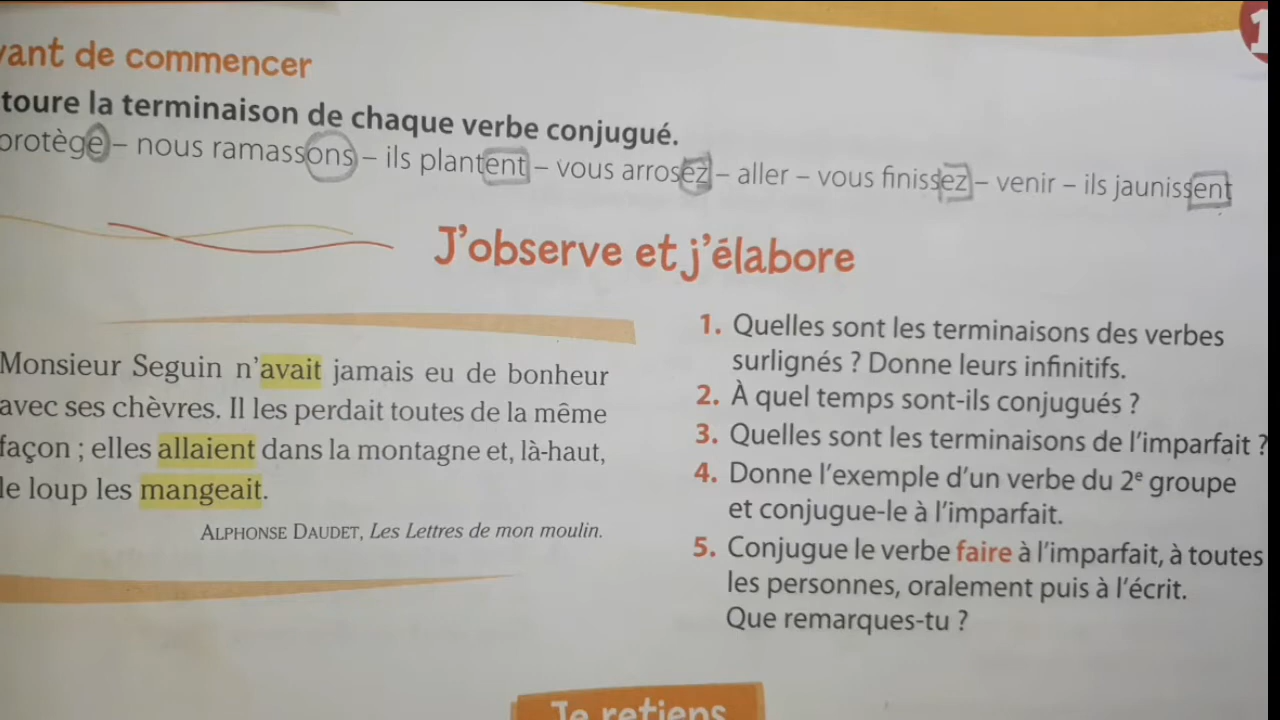 vant de commencer
toure la terminaison de chaque verbe conjugué.
protège – nous ramassons – ils plantent – vous arrosez – aller – vous finissez – venir – ils jaunissent
J'observe et j'élabore
Monsieur Seguin n'avait jamais eu de bonheur
avec ses chèvres. Il les perdait toutes de la même
façon ; elles allaient dans la montagne et, là-haut,
le loup les mangeait.
ALPHONSE DAUDET, Les Lettres de mon moulin.
1. Quelles sont les terminaisons des verbes
surlignés ? Donne leurs infinitifs.
2. À quel temps sont-ils conjugués ?
3. Quelles sont les terminaisons de l'imparfait ?
4. Donne l'exemple d'un verbe du 2e groupe
et conjugue-le à l'imparfait.
5. Conjugue le verbe faire à l'imparfait, à toutes
les personnes, oralement puis à l'écrit.
Que remarques-tu ?
Je retiens